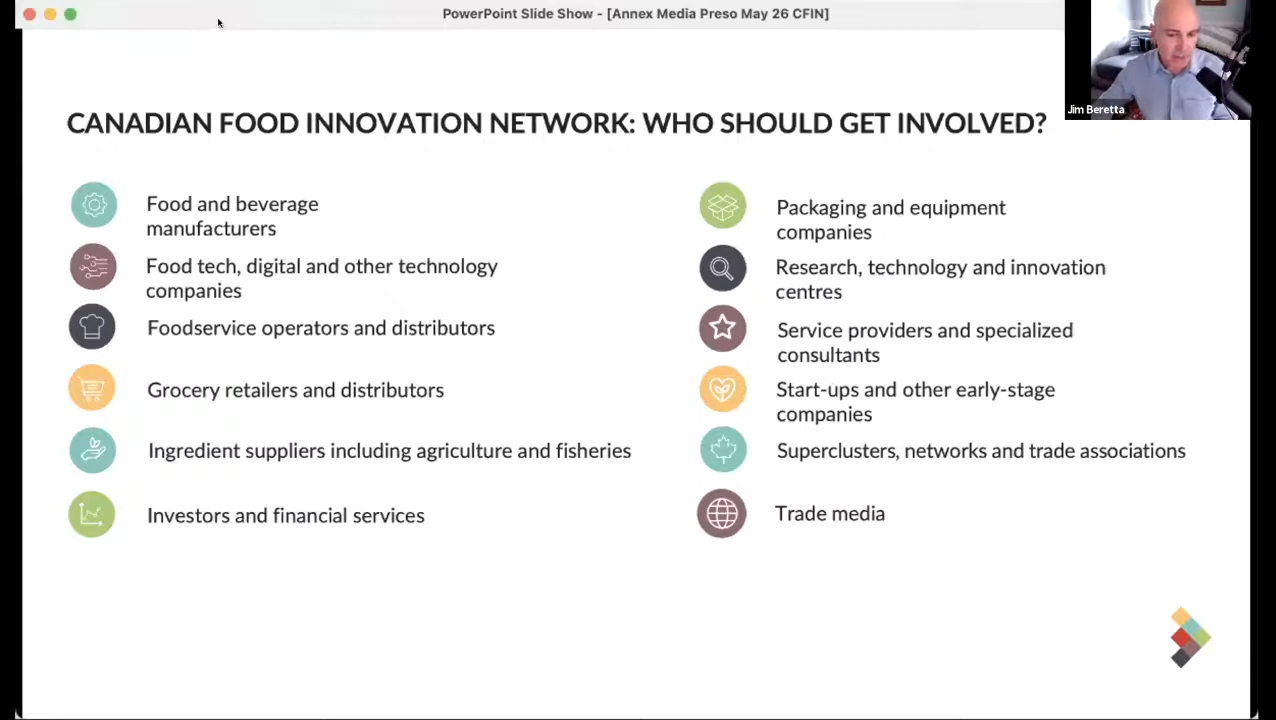 PowerPoint Slide Show - [Annex Media Preso May 26 CFIN]
Jim Beretta
CANADIAN FOOD INNOVATION NETWORK: WHO SHOULD GET INVOLVED?
Food and beverage
manufacturers
Food tech, digital and other technology
companies
Foodservice operators and distributors
Grocery retailers and distributors
Ingredient suppliers including agriculture and fisheries
Investors and financial services
Packaging and equipment
companies
Research, technology and innovation
centres
Service providers and specialized
consultants
Start-ups and other early-stage
companies
Superclusters, networks and trade associations
Trade media